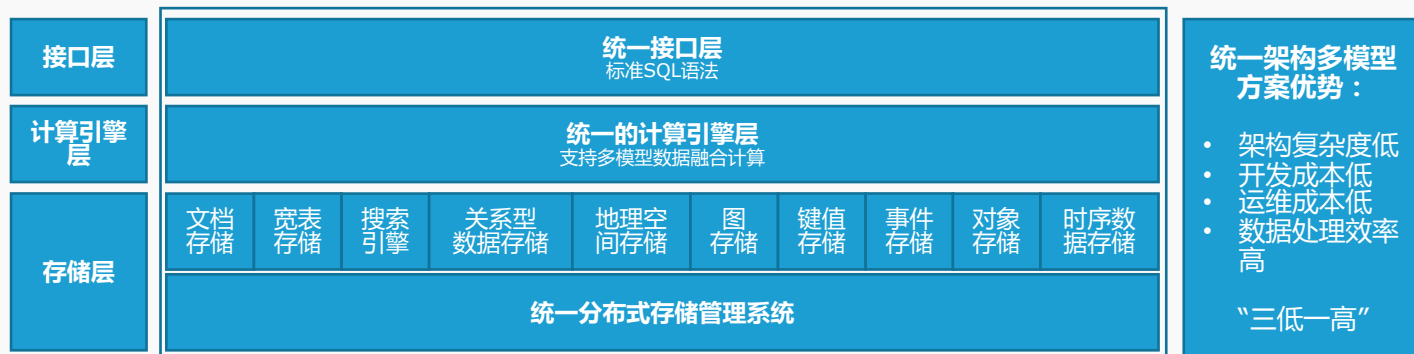 接口层
统一接口层
标准SQL语法
计算引擎
层
统一的计算引擎层
支持多模型数据融合计算
存储层
文档
存储
宽表
存储
搜索
引擎
关系型
数据存储
地理空
间存储
图
存储
键值
存储
事件
存储
对象
存储
时序数
据存储
统一分布式存储管理系统
统一架构多模型
方案优势：
• 架构复杂度低
• 开发成本低
• 运维成本低
• 数据处理效率
高
“三低一高”